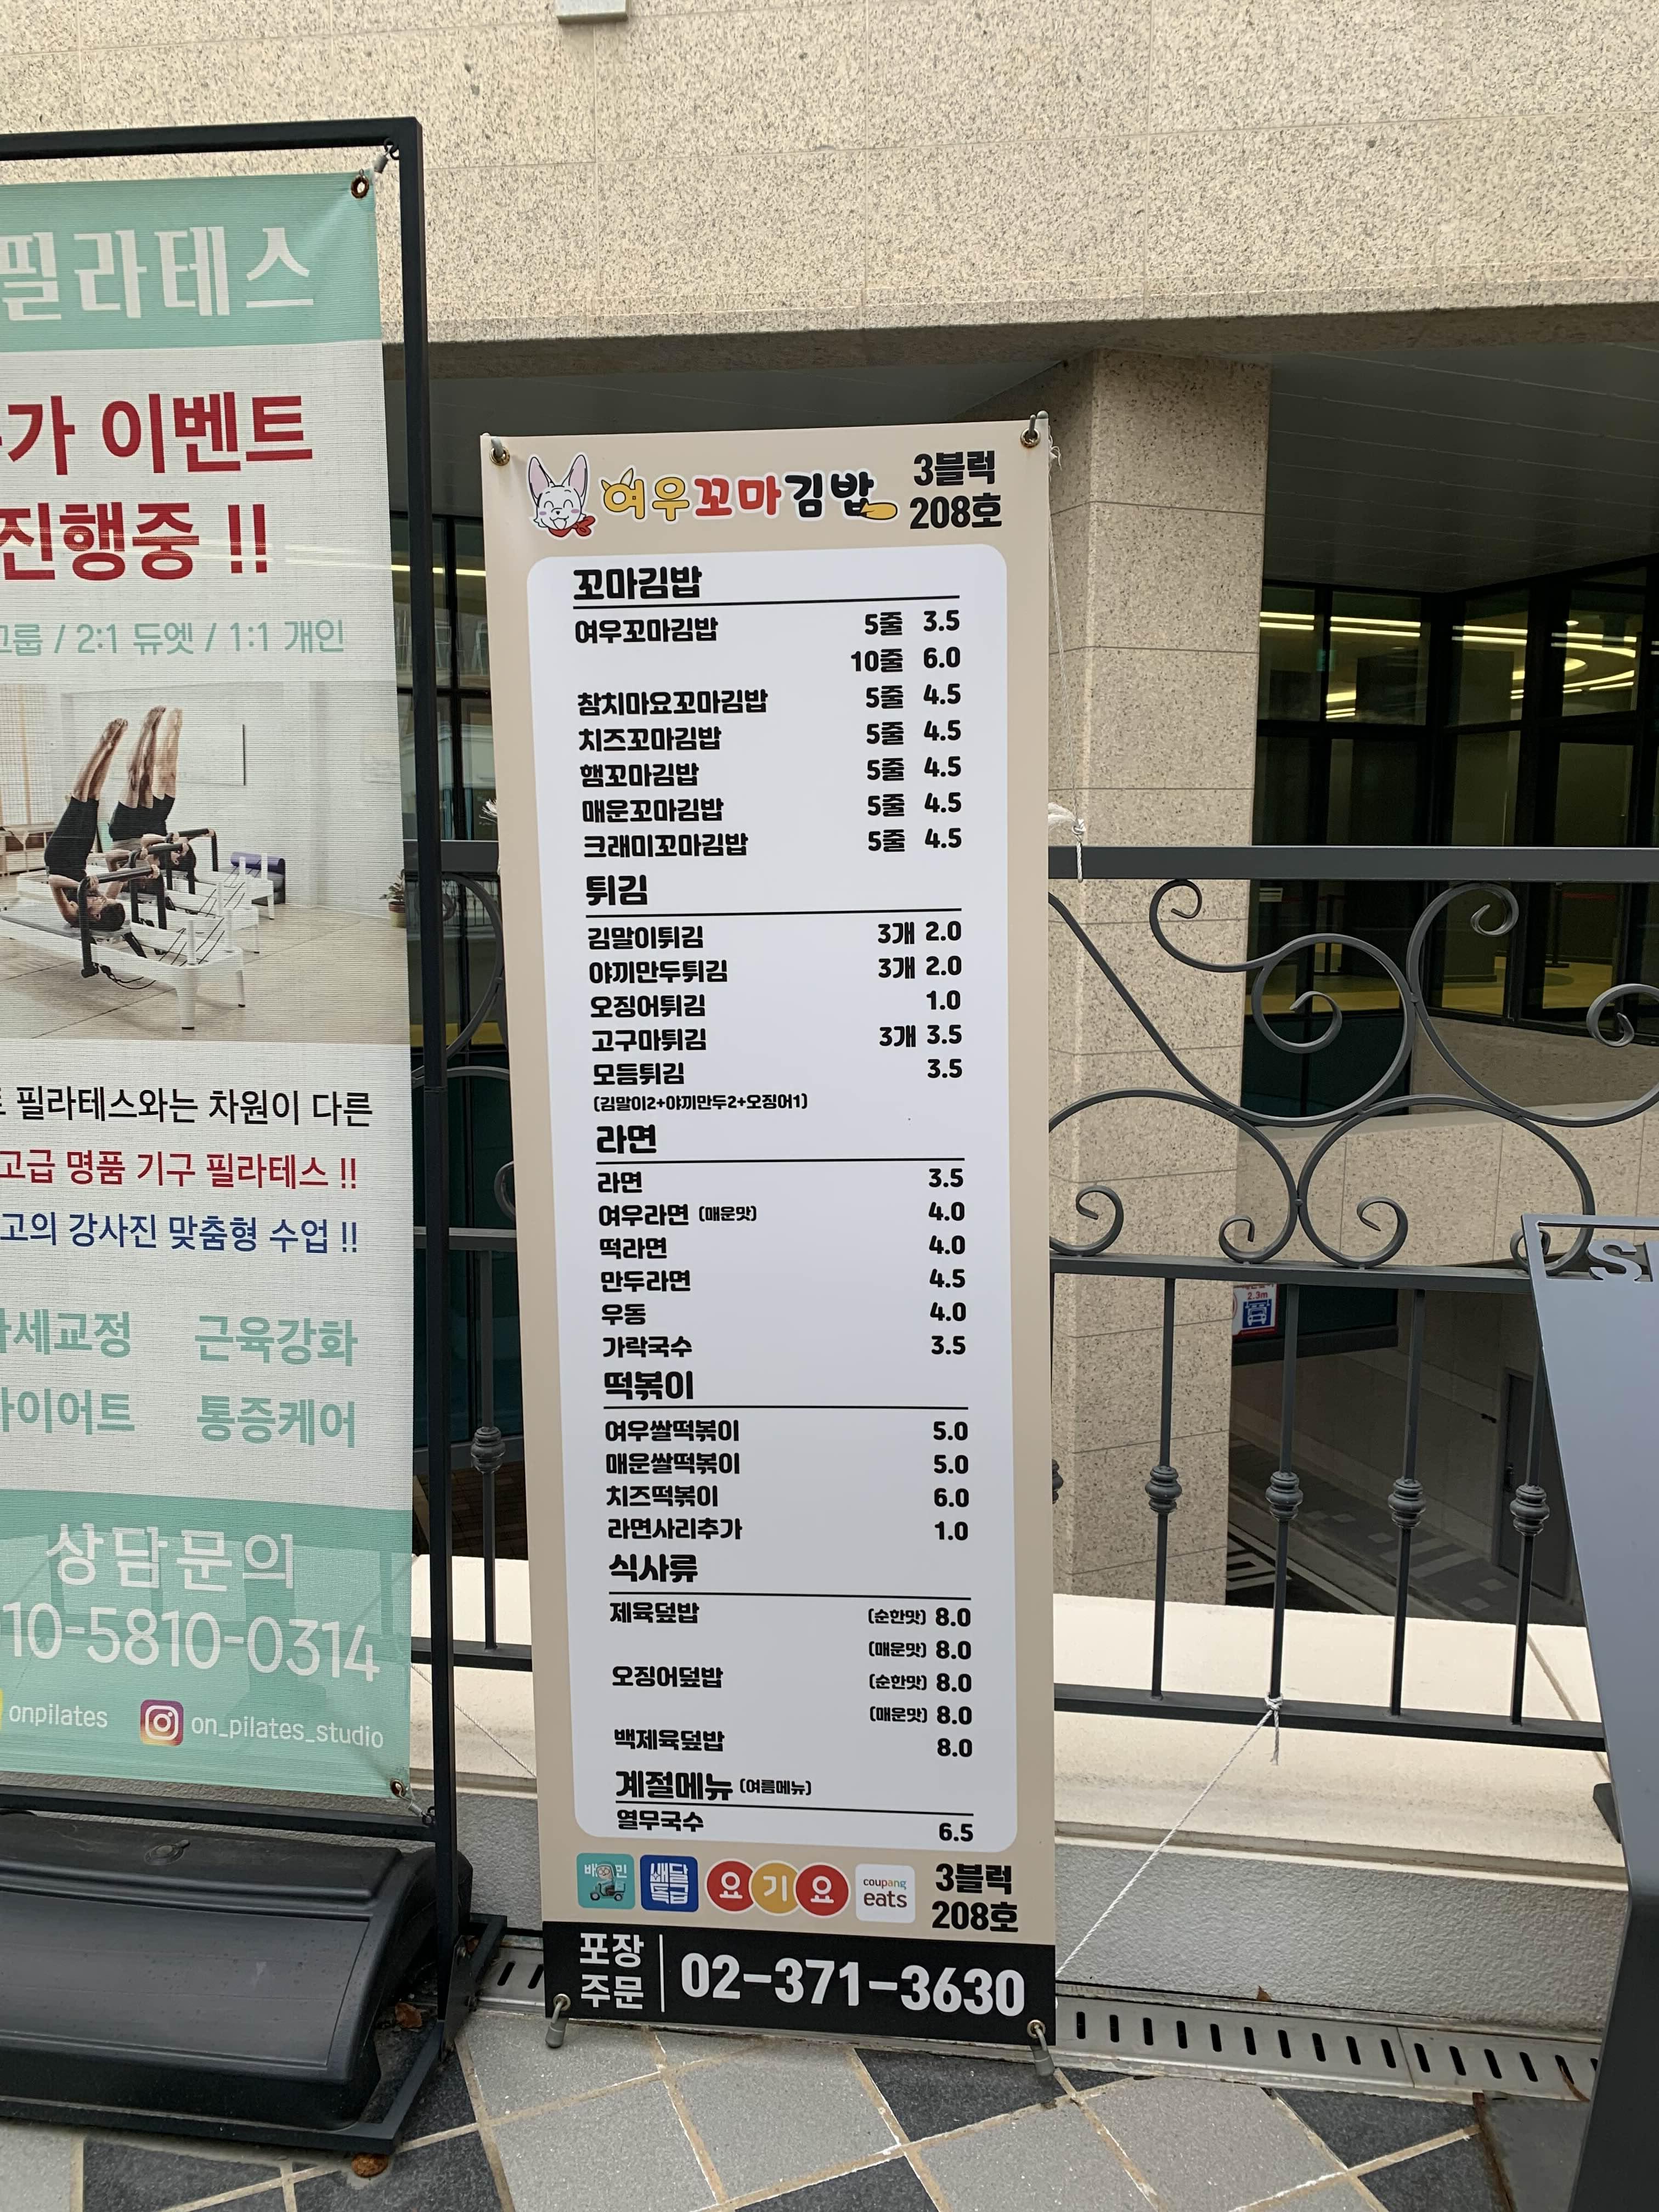 필라테스
가 이벤트
진행중 !!
그룹 / 2:1 듀엣 / 1:1 개인
필라테스와는 차원이 다른
고급 명품 기구 필라테스 !!
고의 강사진 맞춤형 수업 !!
세교정 근육강화
이어트 통증케어
상담문의
10-5810-0314
onpilates on_pilates_studio
여우꼬마김밥 3블럭
208호
꼬마김밥
여우꼬마김밥 5줄 3.5
10줄 6.0
참치마요꼬마김밥 5줄 4.5
치즈꼬마김밥 5줄 4.5
햄꼬마김밥 5줄 4.5
매운꼬마김밥 5줄 4.5
크래미꼬마김밥 5줄 4.5
튀김
김말이튀김 3개 2.0
야끼만두튀김 3개 2.0
오징어튀김 1.0
고구마튀김 3개 3.5
모듬튀김 3.5
(김말이2+야끼만두2+오징어1)
라면
라면 3.5
여우라면 (매운맛) 4.0
떡라면 4.0
만두라면 4.5
우동 4.0
가락국수 3.5
떡볶이
여우쌀떡볶이 5.0
매운쌀떡볶이 5.0
치즈떡볶이 6.0
라면사리추가 1.0
식사류
제육덮밥 (순한맛) 8.0
(매운맛) 8.0
오징어덮밥 (순한맛) 8.0
(매운맛) 8.0
백제육덮밥 8.0
계절메뉴 (여름메뉴)
열무국수 6.5
배민 배달특급 요기요 coupang eats 3블럭
208호
포장
주문 02-371-3630
2.3m